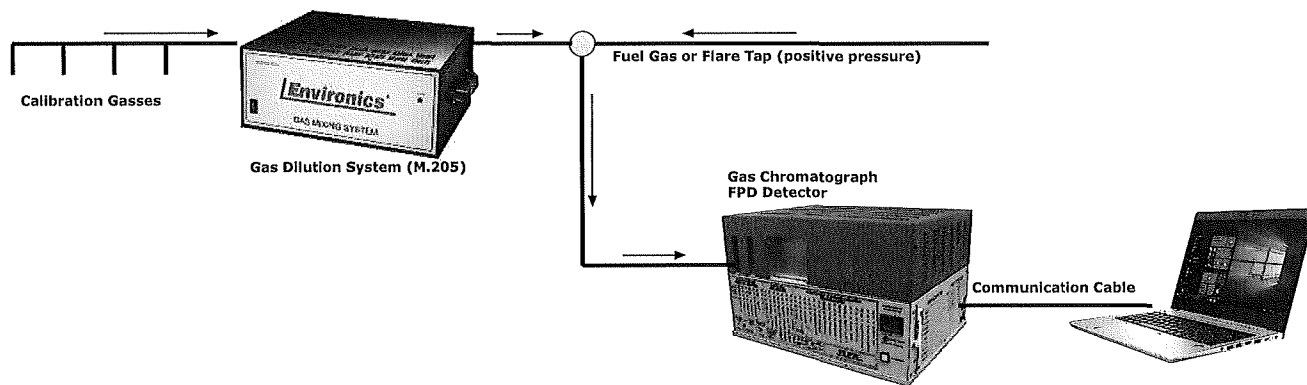 Fuel Gas or Flare Tap (positive pressure)
Calibration Gasses
Environics
GAS MIXING SYSTEM
Gas Dilution System (M.205)
Gas Chromatograph
FPD Detector
Communication Cable